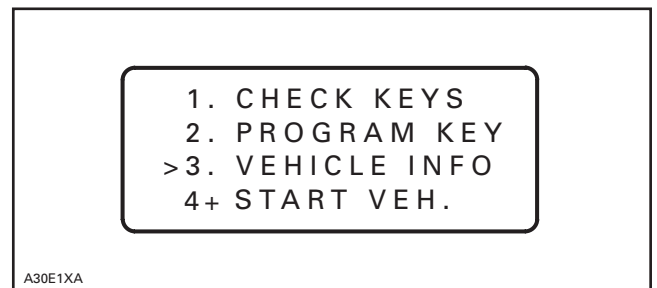 1. CHECK KEYS
2. PROGRAM KEY
>3. VEHICLE INFO
4+ START VEH.
A30E1XA